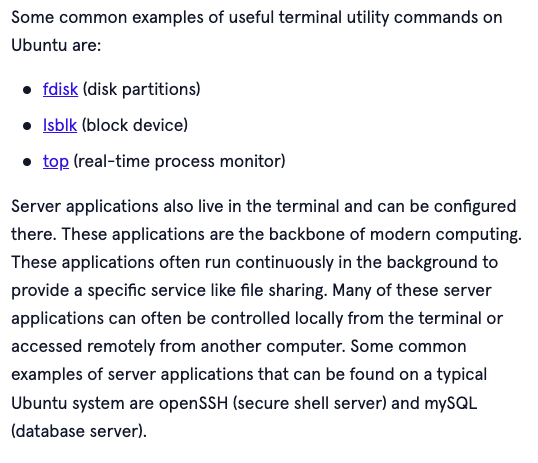 Some common examples of useful terminal utility commands on
Ubuntu are:
• fdisk (disk partitions)
• lsblk (block device)
• top (real-time process monitor)
Server applications also live in the terminal and can be configured
there. These applications are the backbone of modern computing.
These applications often run continuously in the background to
provide a specific service like file sharing. Many of these server
applications can often be controlled locally from the terminal or
accessed remotely from another computer. Some common
examples of server applications that can be found on a typical
Ubuntu system are openSSH (secure shell server) and mySQL
(database server).